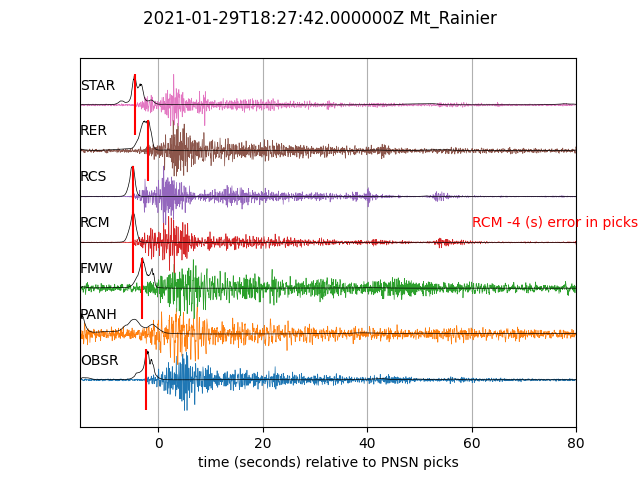 2021-01-29T18:27:42.000000Z Mt_Rainier
STAR
RER
RCS
RCM
RCM -4 (s) error in picks
FMW
PANH
OBSR
0 20 40 60 80
time (seconds) relative to PNSN picks